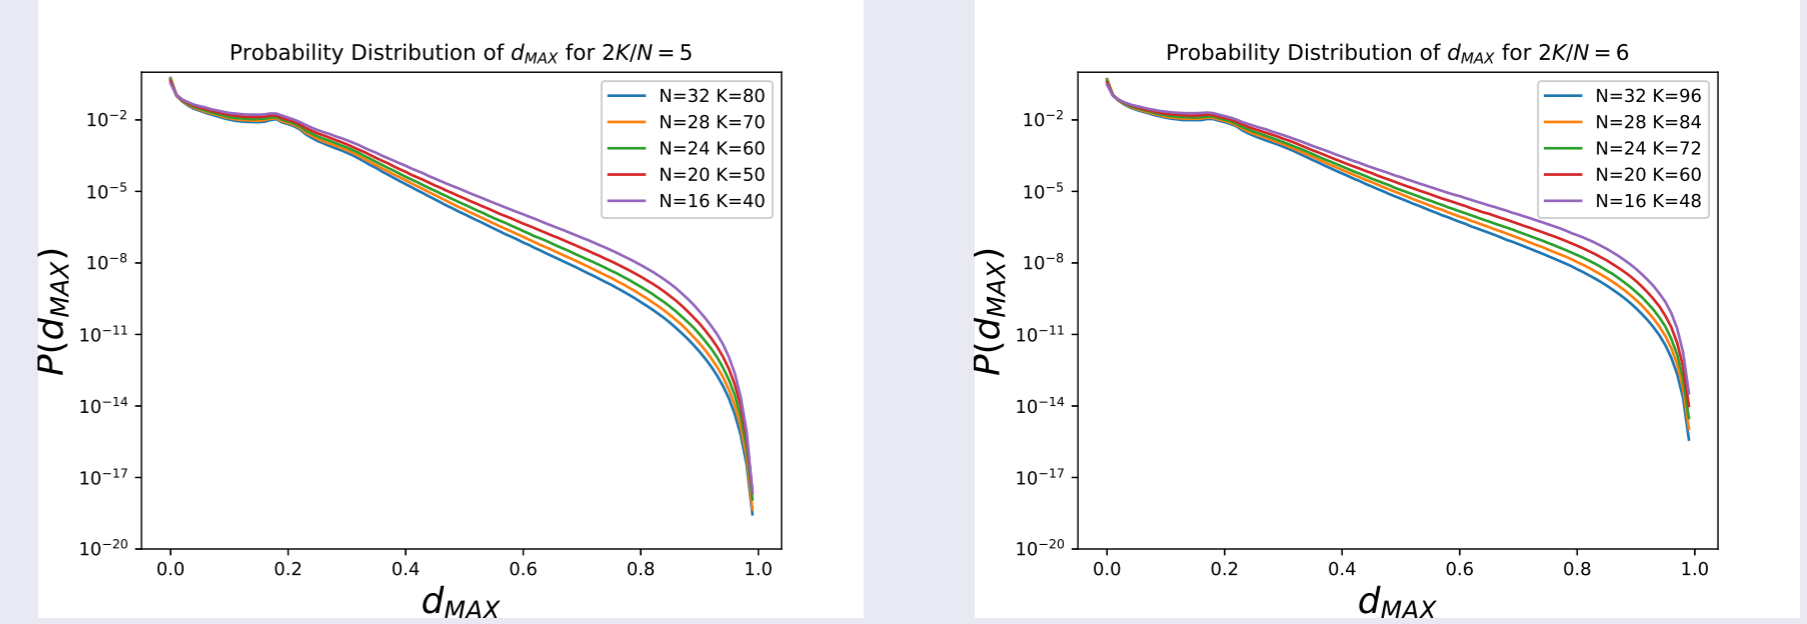 Probability Distribution of d_MAX for 2K/N = 5
N=32 K=80
N=28 K=70
N=24 K=60
N=20 K=50
N=16 K=40
P(d_MAX)
10^−2
10^−5
10^−8
10^−11
10^−14
10^−17
10^−20
0.0 0.2 0.4 0.6 0.8 1.0
d_MAX
Probability Distribution of d_MAX for 2K/N = 6
N=32 K=96
N=28 K=84
N=24 K=72
N=20 K=60
N=16 K=48
P(d_MAX)
10^−2
10^−5
10^−8
10^−11
10^−14
10^−17
10^−20
0.0 0.2 0.4 0.6 0.8 1.0
d_MAX